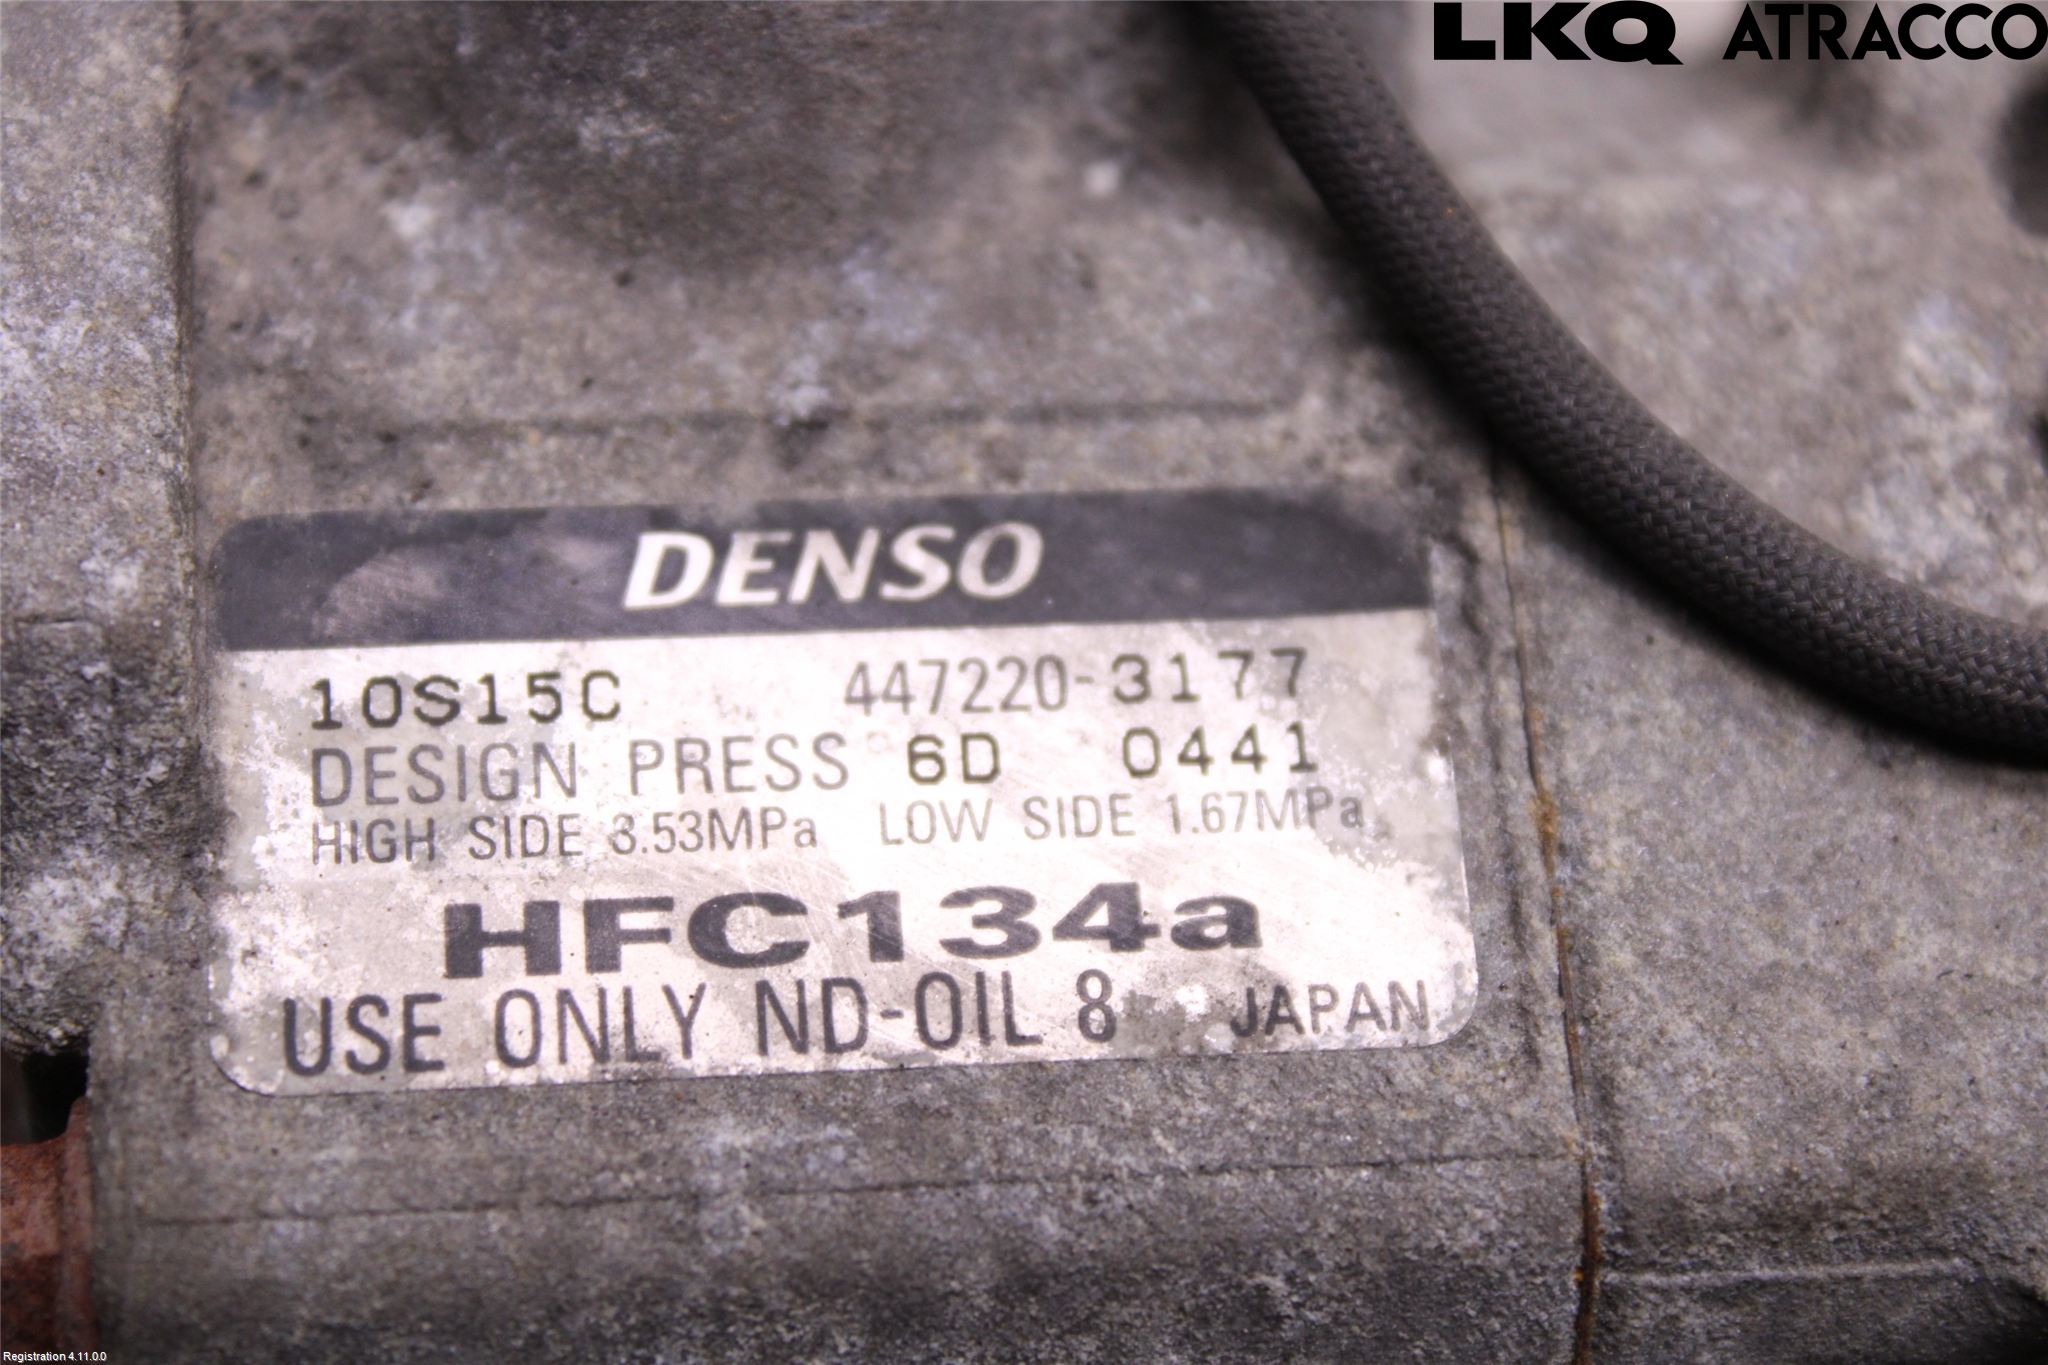 LKQ ATRACCO
DENSO
10S15C 447220-3177
DESIGN PRESS 6D 0441
HIGH SIDE 3.53MPa LOW SIDE 1.67MPa
HFC134a
USE ONLY ND-OIL 8 JAPAN
Registration 4.11.0.0